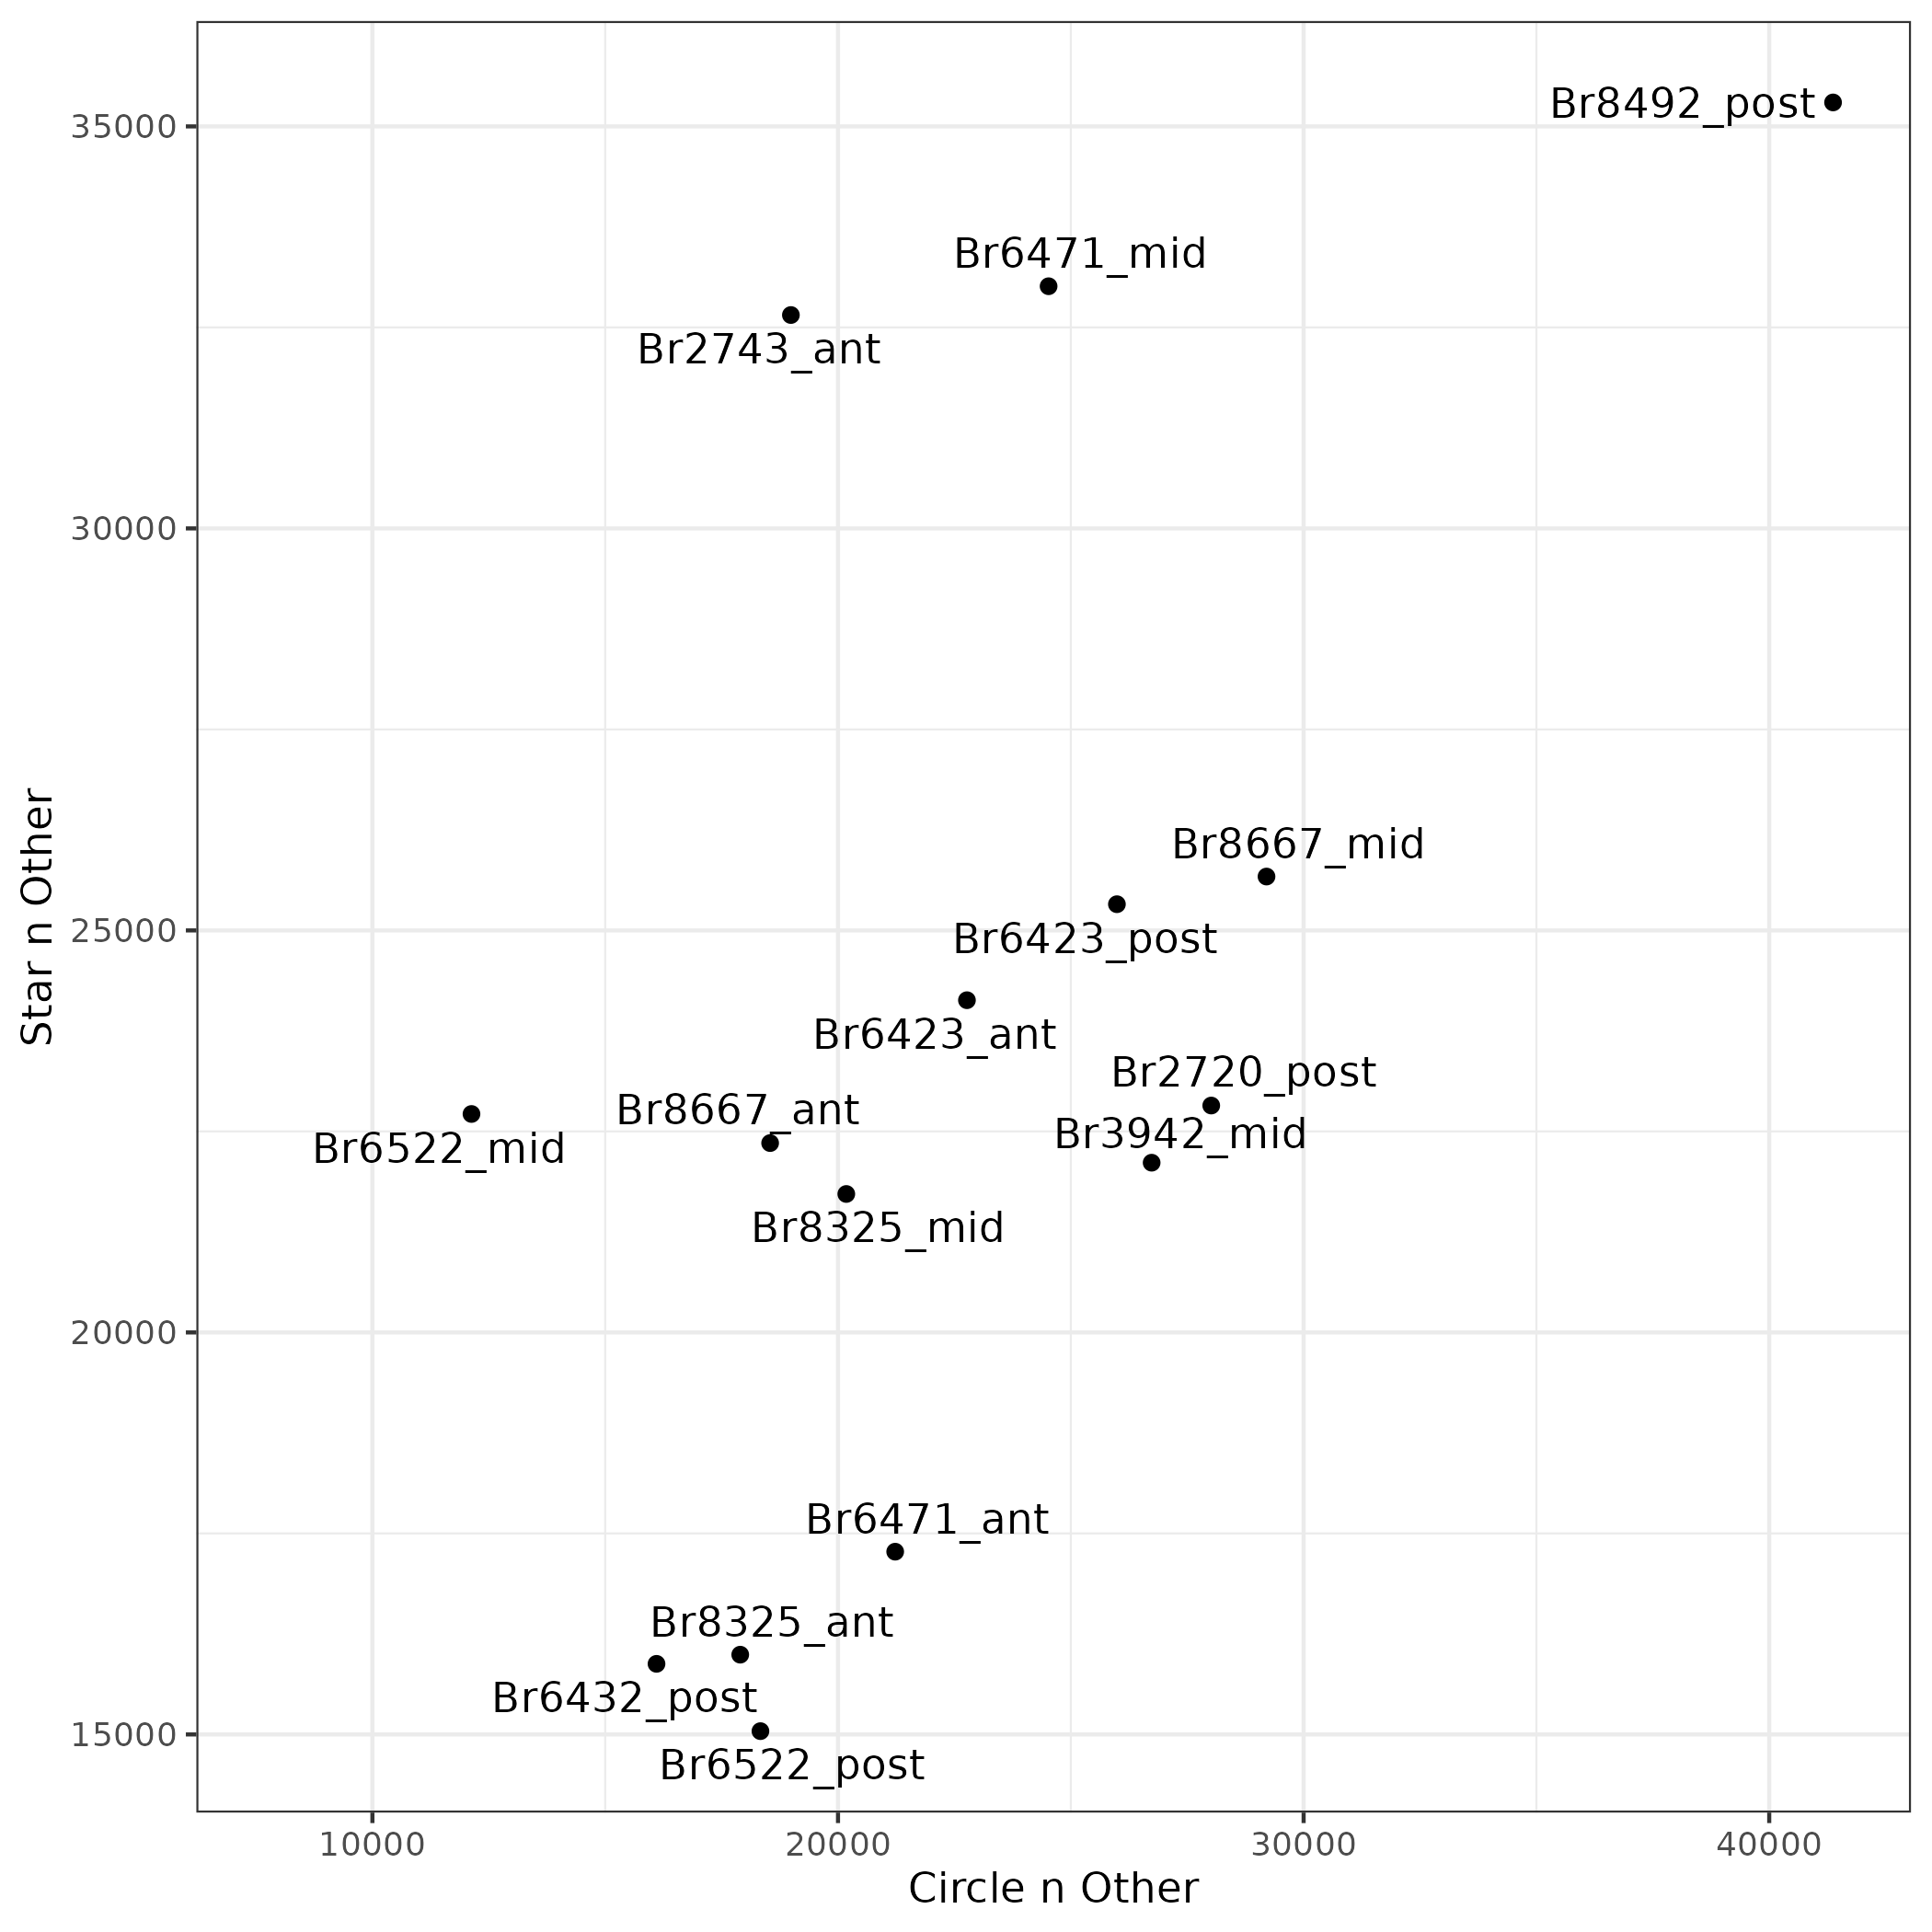 Br8492_post
35000
Br6471_mid
Br2743_ant
30000
Br8667_mid
25000
Br6423_post
Br6423_ant
Br2720_post
Br8667_ant
Br3942_mid
Br6522_mid
Br8325_mid
20000
Br6471_ant
Br8325_ant
Br6432_post
15000
Br6522_post
Star n Other
10000
20000
30000
40000
Circle n Other